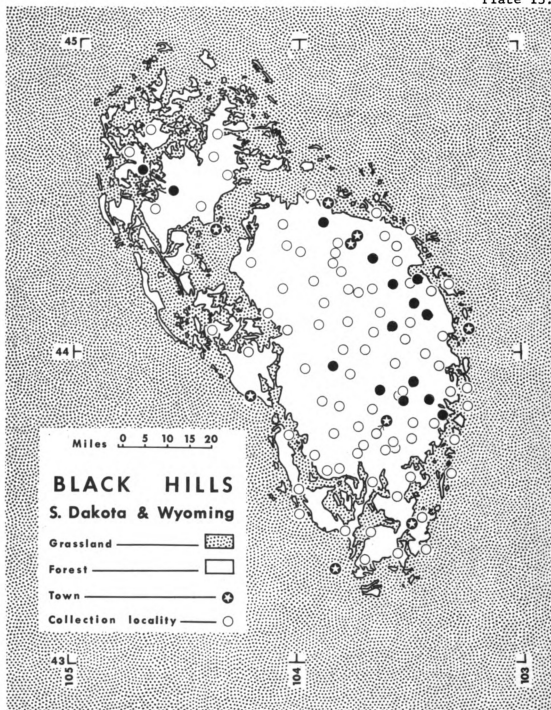 Plate 15.
45
44
43
105
104
103
Miles 0 5 10 15 20
BLACK HILLS
S. Dakota & Wyoming
Grassland
Forest
Town
Collection locality